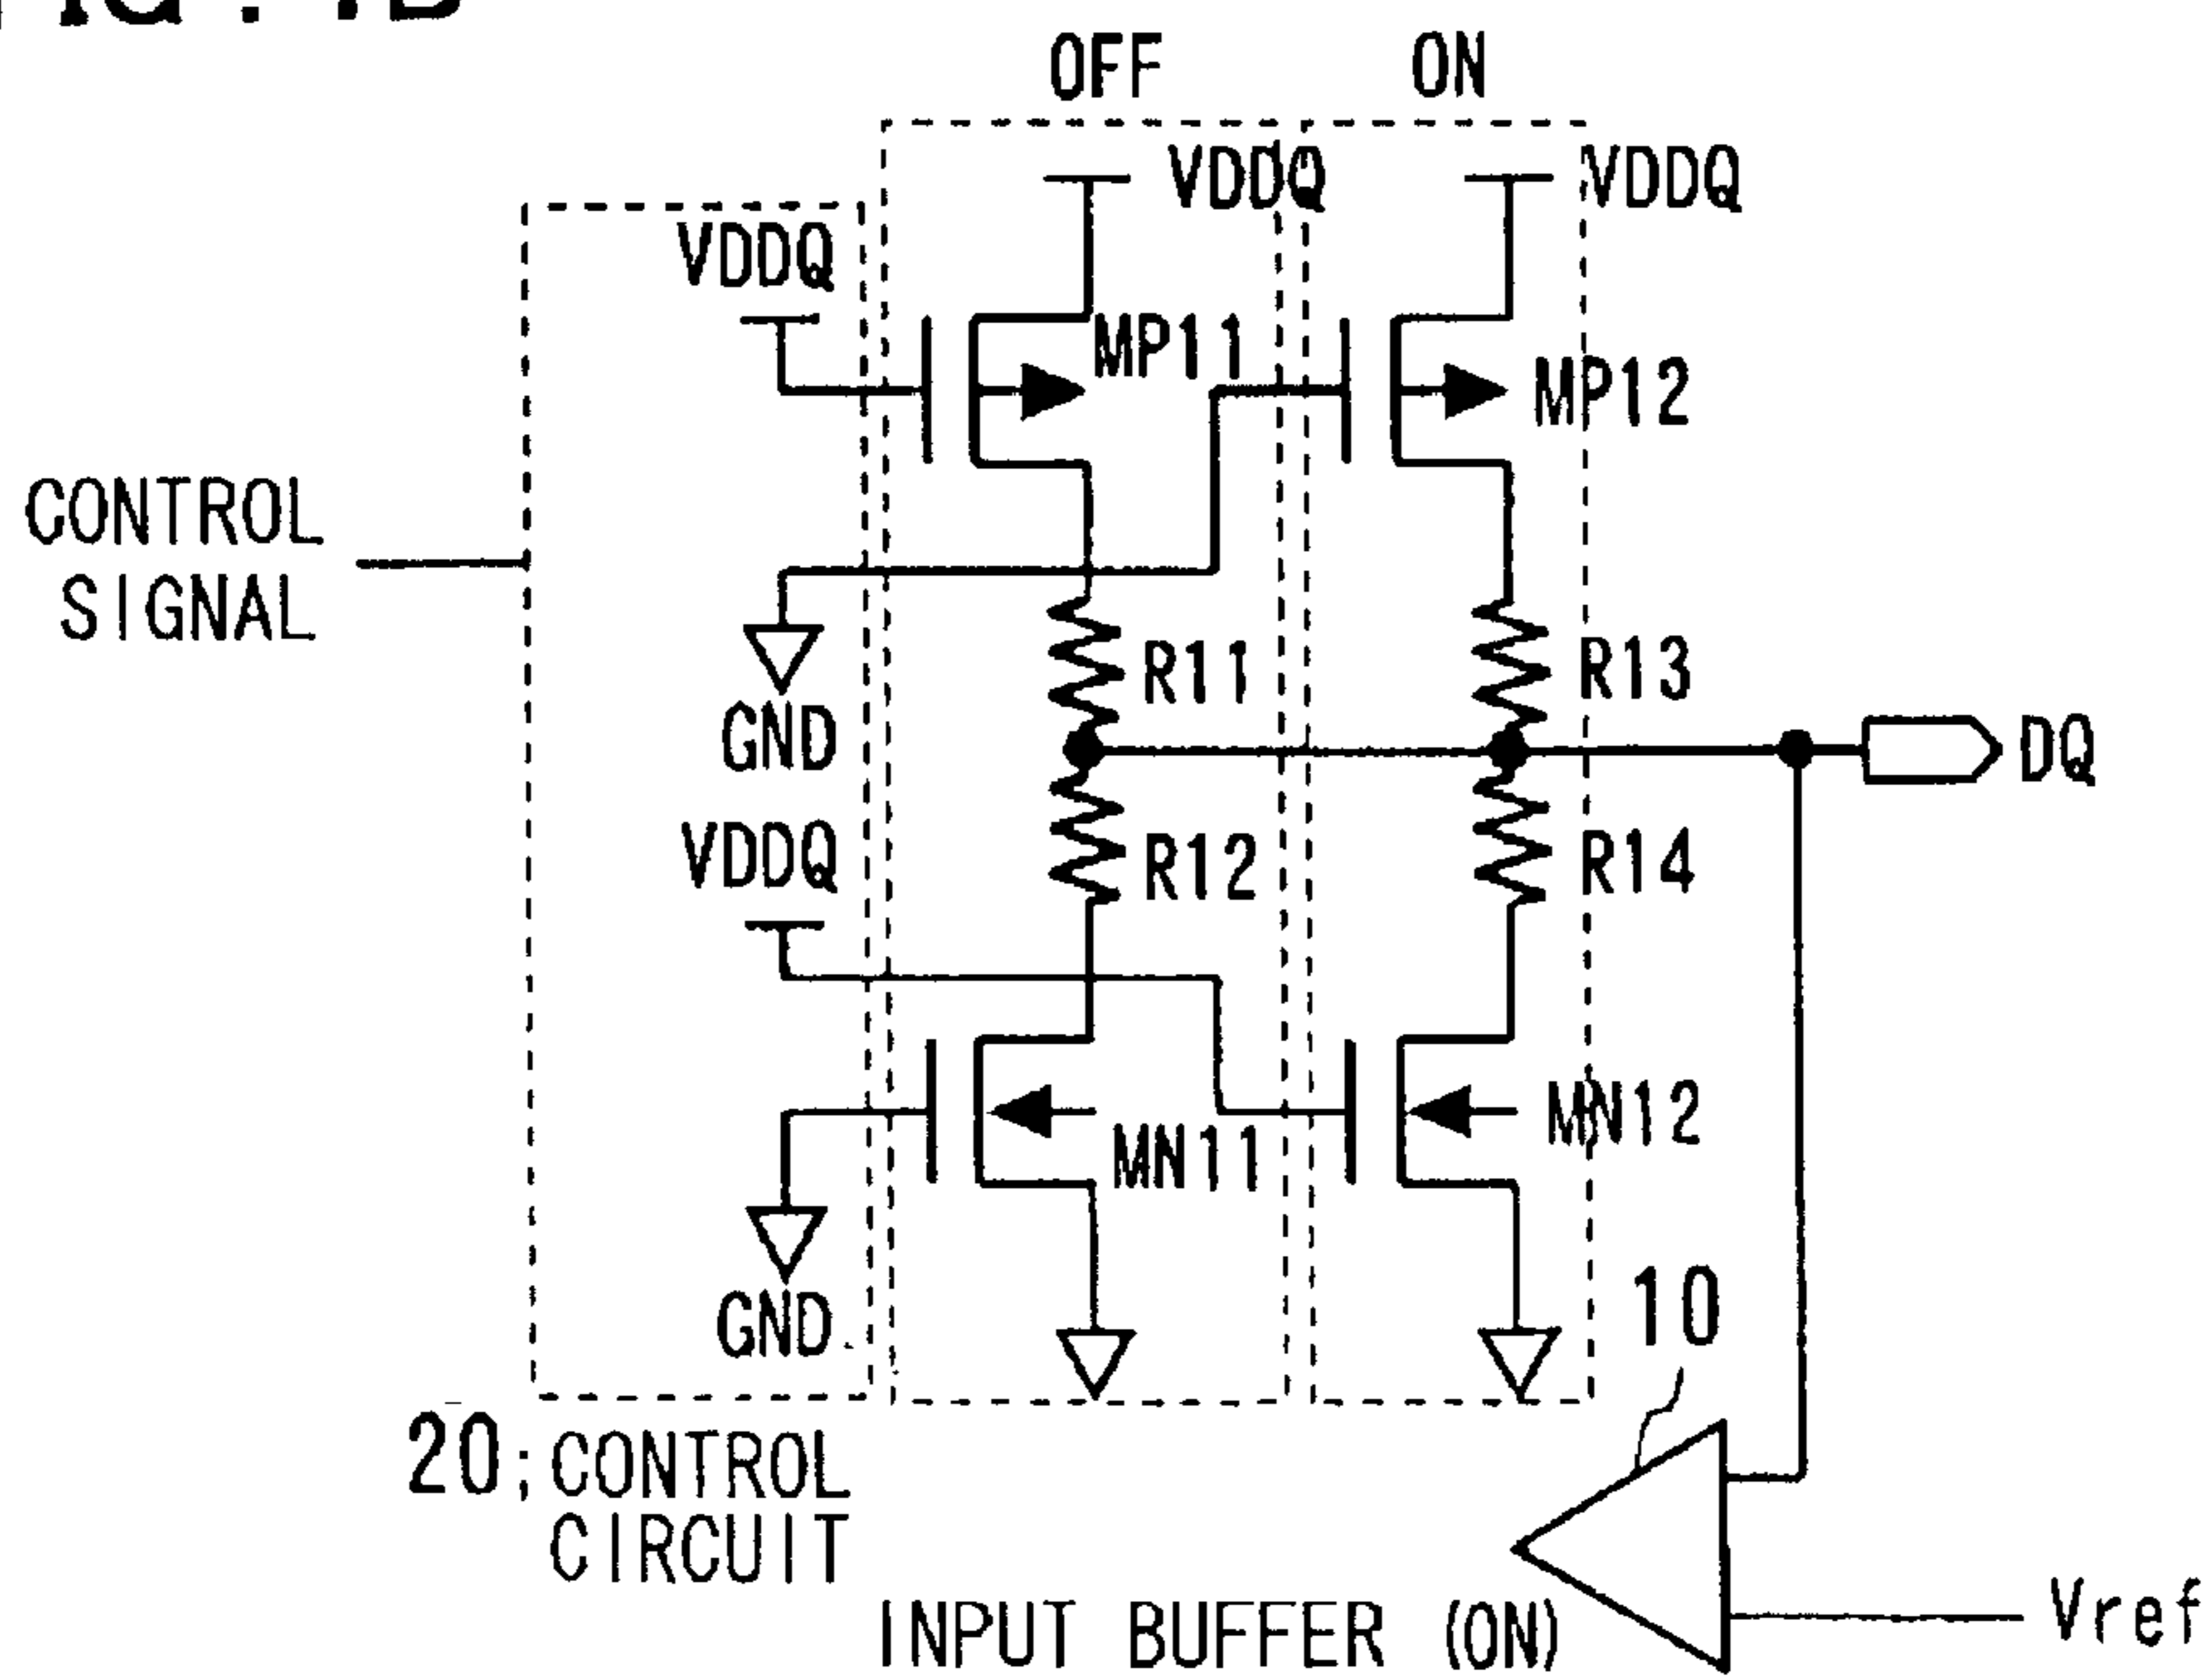 OFF
ON
VDDQ
VDDQ
VDDQ
MP11
MP12
CONTROL
SIGNAL
R11
R13
GND
DQ
VDDQ
R12
R14
MN11
MN12
GND
10
20;CONTROL
CIRCUIT
INPUT BUFFER (ON)
Vref